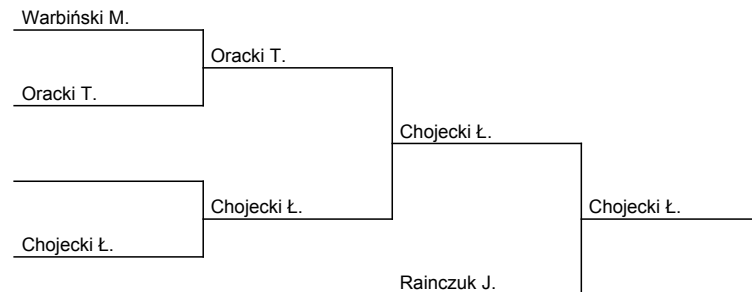 Warbiński M.
Oracki T.
Oracki T.
Chojecki Ł.
Chojecki Ł.
Chojecki Ł.
Chojecki Ł.
Rainczuk J.